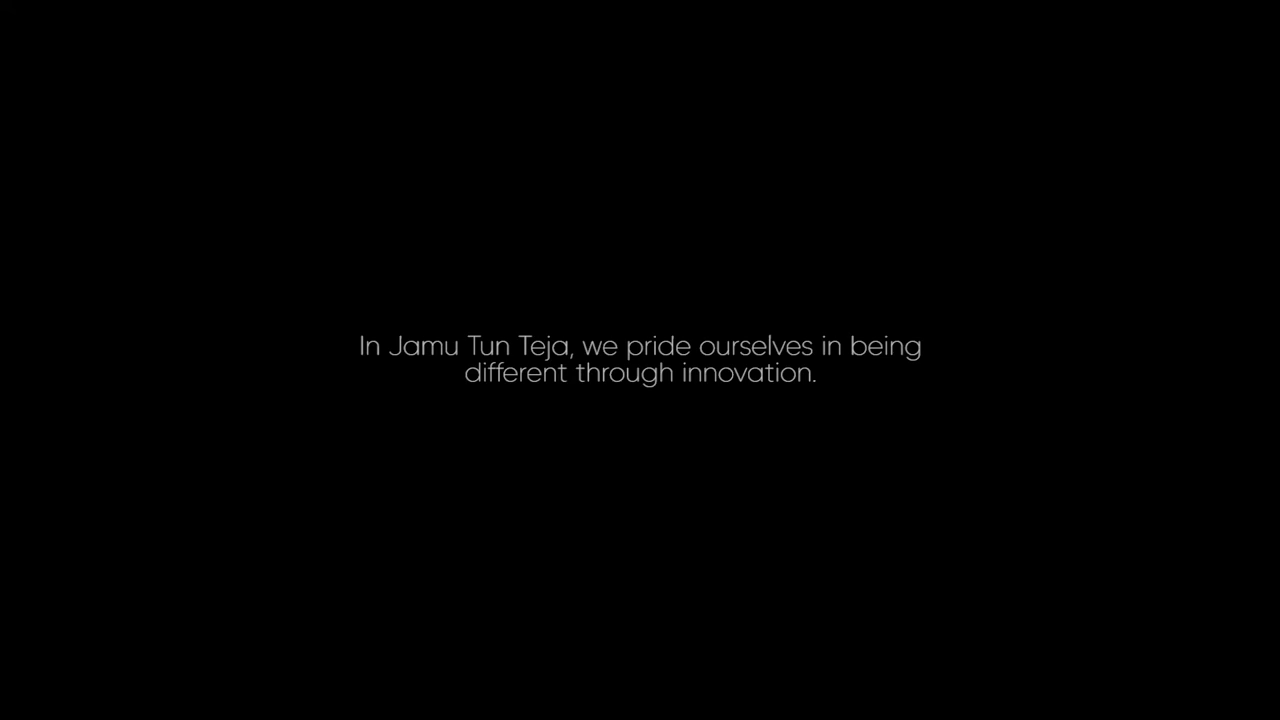 In Jamu Tun Teja, we pride ourselves in being
different through innovation.